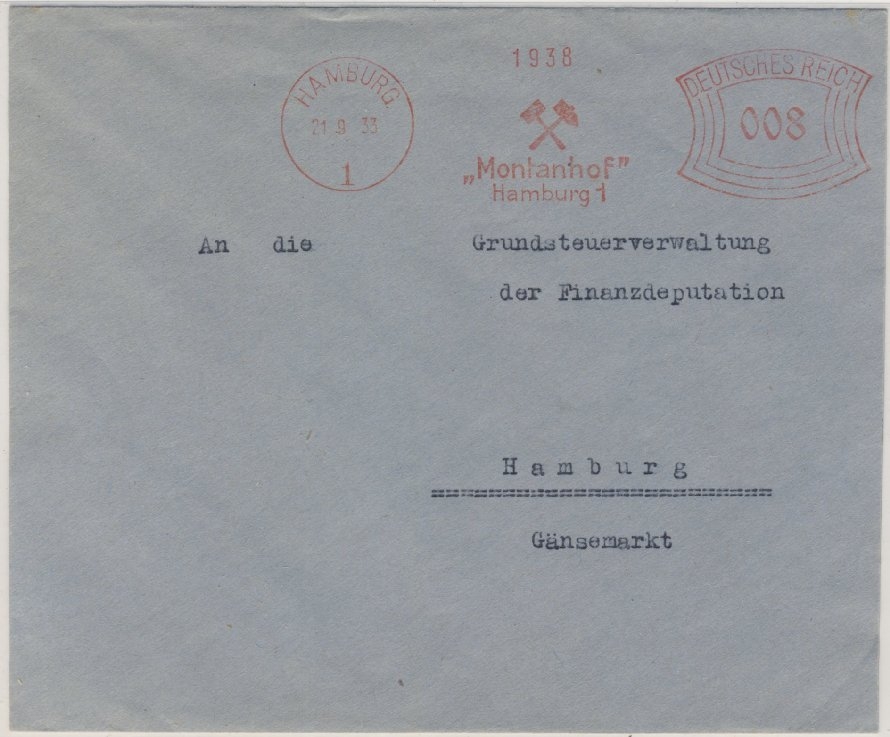 HAMBURG
21.9 33
1
1938
„Montanhof"
Hamburg 1
DEUTSCHES REICH
008
An die Grundsteuerverwaltung
der Finanzdeputation
Hamburg
Gänsemarkt